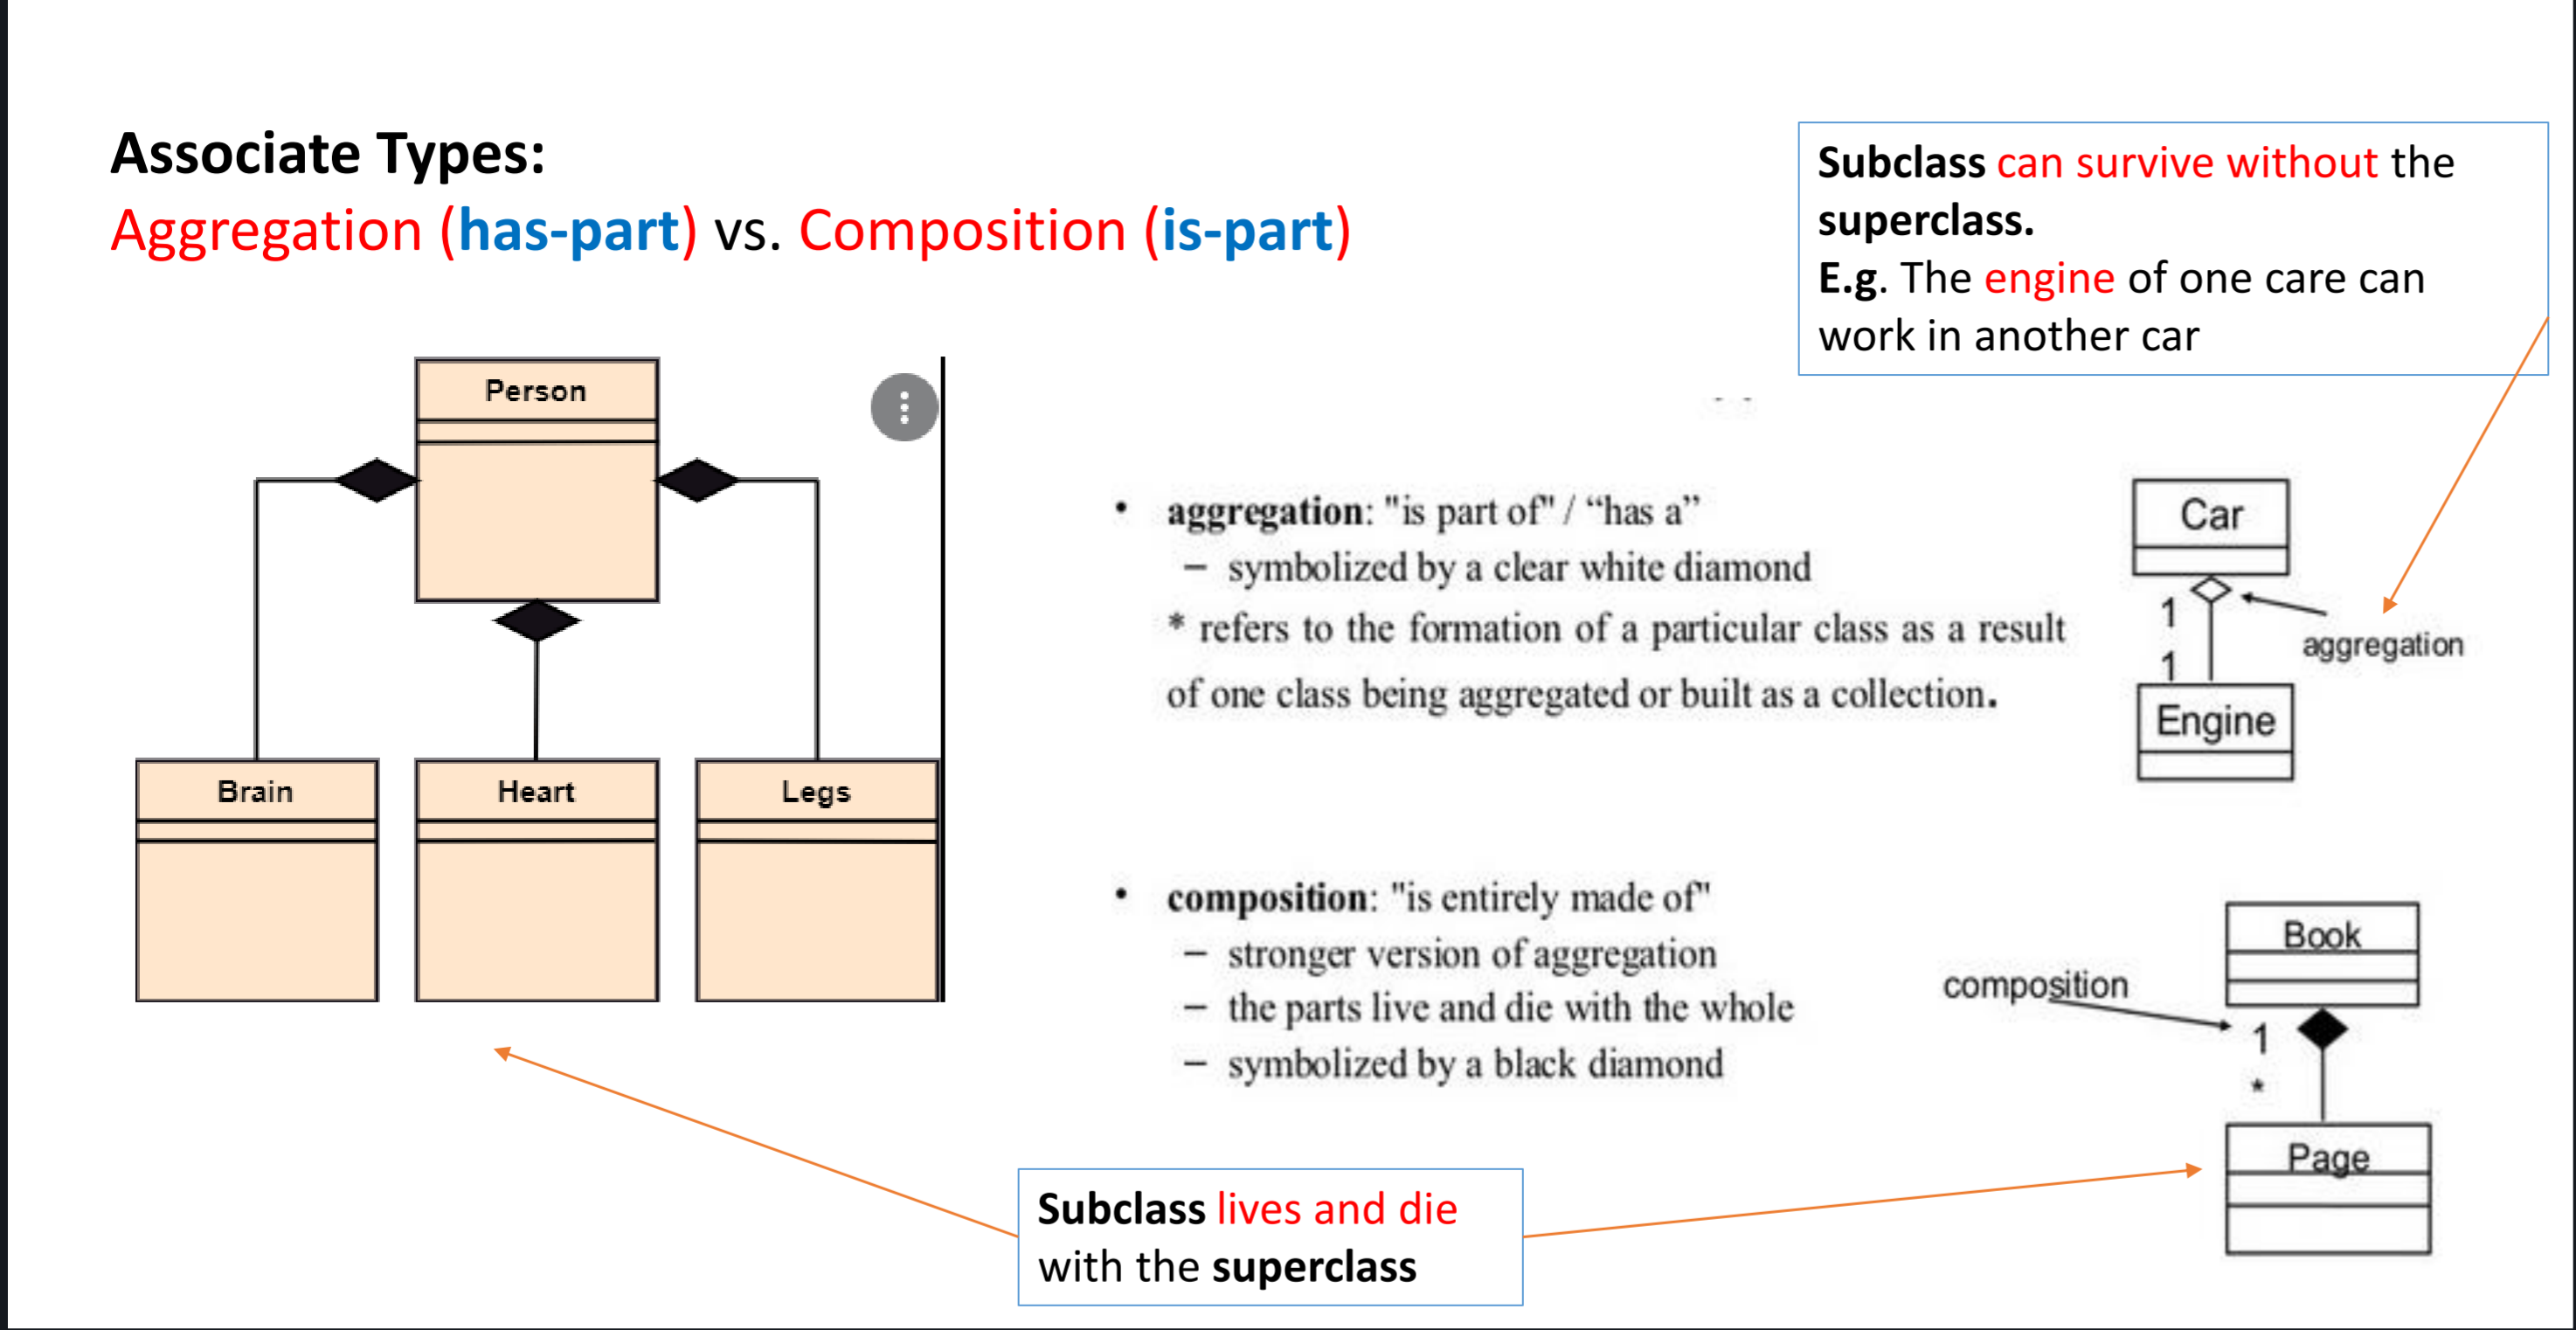 Associate Types:
Aggregation (has-part) vs. Composition (is-part)
Subclass can survive without the
superclass.
E.g. The engine of one care can
work in another car
Person
Brain
Heart
Legs
• aggregation: "is part of" / “has a”
– symbolized by a clear white diamond
* refers to the formation of a particular class as a result
of one class being aggregated or built as a collection.
Car
1
1
aggregation
Engine
• composition: "is entirely made of"
– stronger version of aggregation
– the parts live and die with the whole
– symbolized by a black diamond
Book
composition
1
*
Page
Subclass lives and die
with the superclass